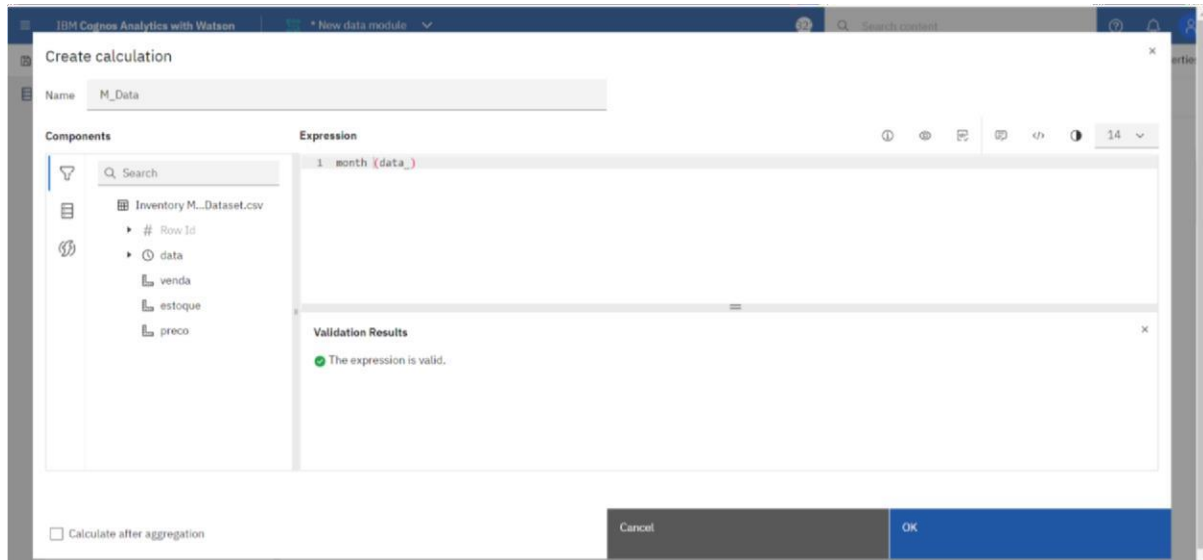 IBM Cognos Analytics with Watson
* New data module
Search content
Create calculation
erties
Name M_Data
Components
Expression
14
Search
1 month (data_)
Inventory M...Dataset.csv
# Row Id
data
venda
estoque
preco
Validation Results
The expression is valid.
Calculate after aggregation
Cancel
OK